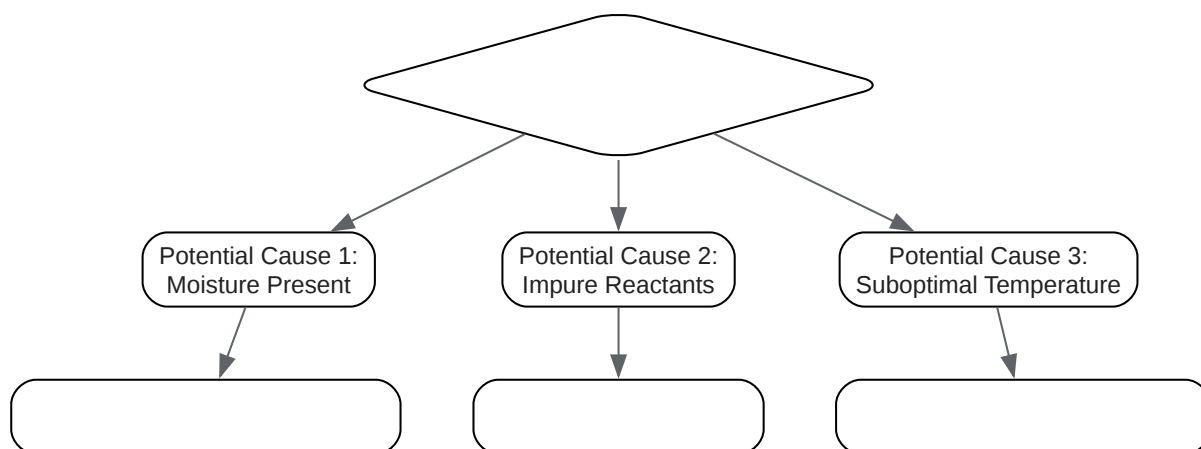 Potential Cause 1:
Moisture Present
Potential Cause 2:
Impure Reactants
Potential Cause 3:
Suboptimal Temperature